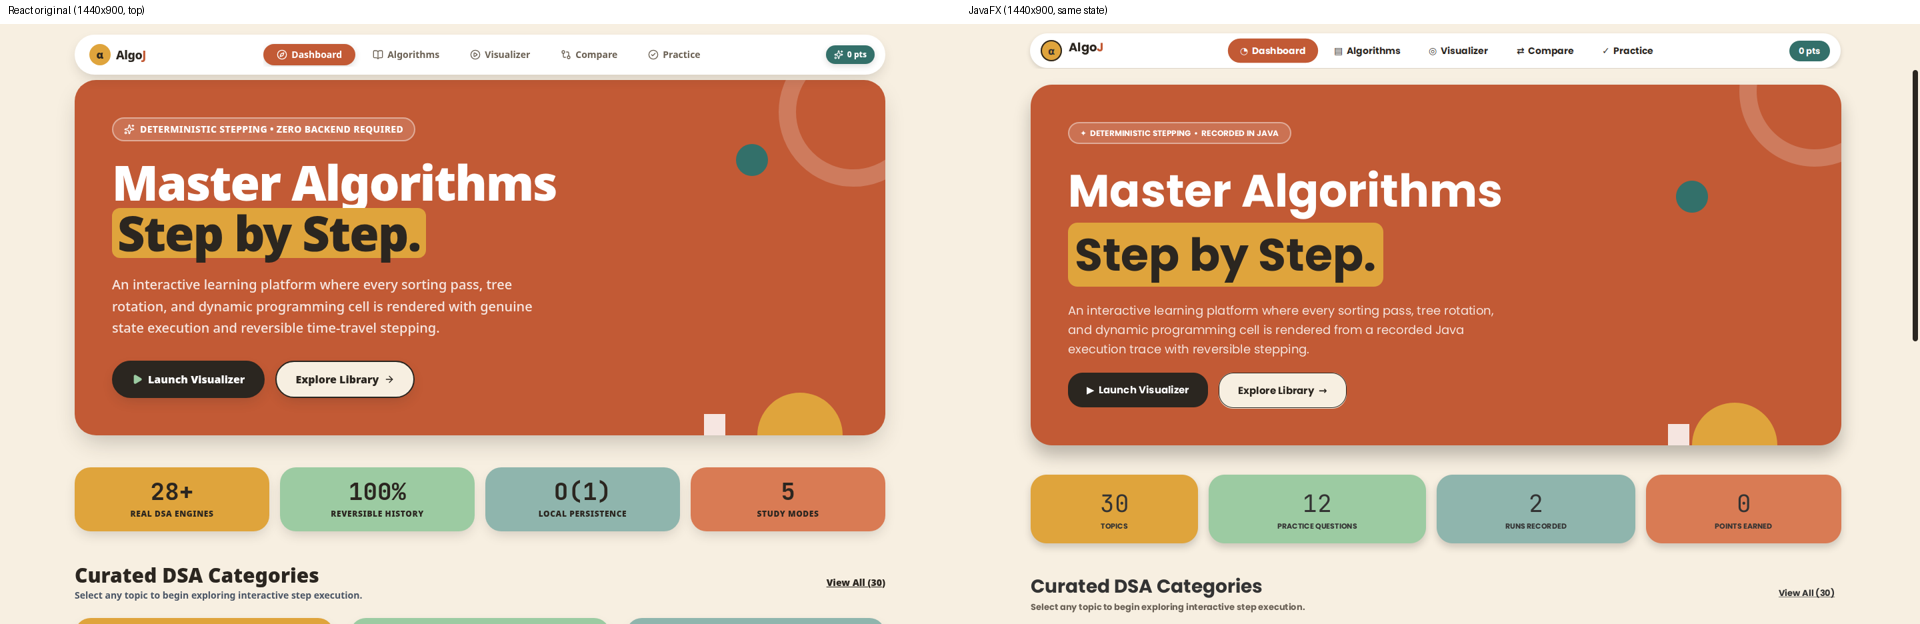 React original (1440x900, top)
α AlgoJ
Dashboard
Algorithms
Visualizer
Compare
Practice
0 pts
DETERMINISTIC STEPPING • ZERO BACKEND REQUIRED
Master Algorithms
Step by Step.
An interactive learning platform where every sorting pass, tree
rotation, and dynamic programming cell is rendered with genuine
state execution and reversible time-travel stepping.
Launch Visualizer
Explore Library →
28+
REAL DSA ENGINES
100%
REVERSIBLE HISTORY
O(1)
LOCAL PERSISTENCE
5
STUDY MODES
Curated DSA Categories
Select any topic to begin exploring interactive step execution.
View All (30)
JavaFX (1440x900, same state)
α AlgoJ
Dashboard
Algorithms
Visualizer
Compare
Practice
0 pts
DETERMINISTIC STEPPING • RECORDED IN JAVA
Master Algorithms
Step by Step.
An interactive learning platform where every sorting pass, tree rotation,
and dynamic programming cell is rendered from a recorded Java
execution trace with reversible stepping.
Launch Visualizer
Explore Library →
30
TOPICS
12
PRACTICE QUESTIONS
2
RUNS RECORDED
0
POINTS EARNED
Curated DSA Categories
Select any topic to begin exploring interactive step execution.
View All (30)